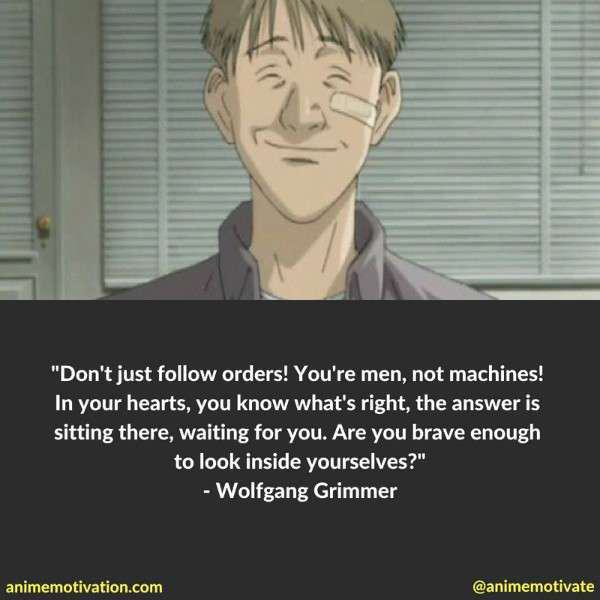 "Don't just follow orders! You're men, not machines!
In your hearts, you know what's right, the answer is
sitting there, waiting for you. Are you brave enough
to look inside yourselves?"
- Wolfgang Grimmer
animemotivation.com
@animemotivate